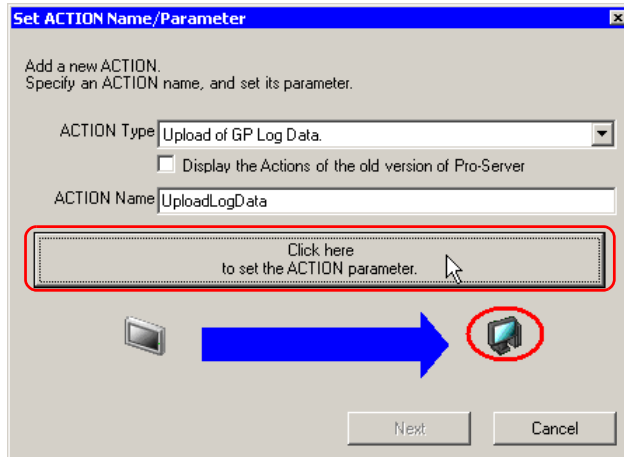 Set ACTION Name/Parameter
Add a new ACTION.
Specify an ACTION name, and set its parameter.
ACTION Type Upload of GP Log Data.
Display the Actions of the old version of Pro-Server
ACTION Name UploadLogData
Click here
to set the ACTION parameter.
Next Cancel